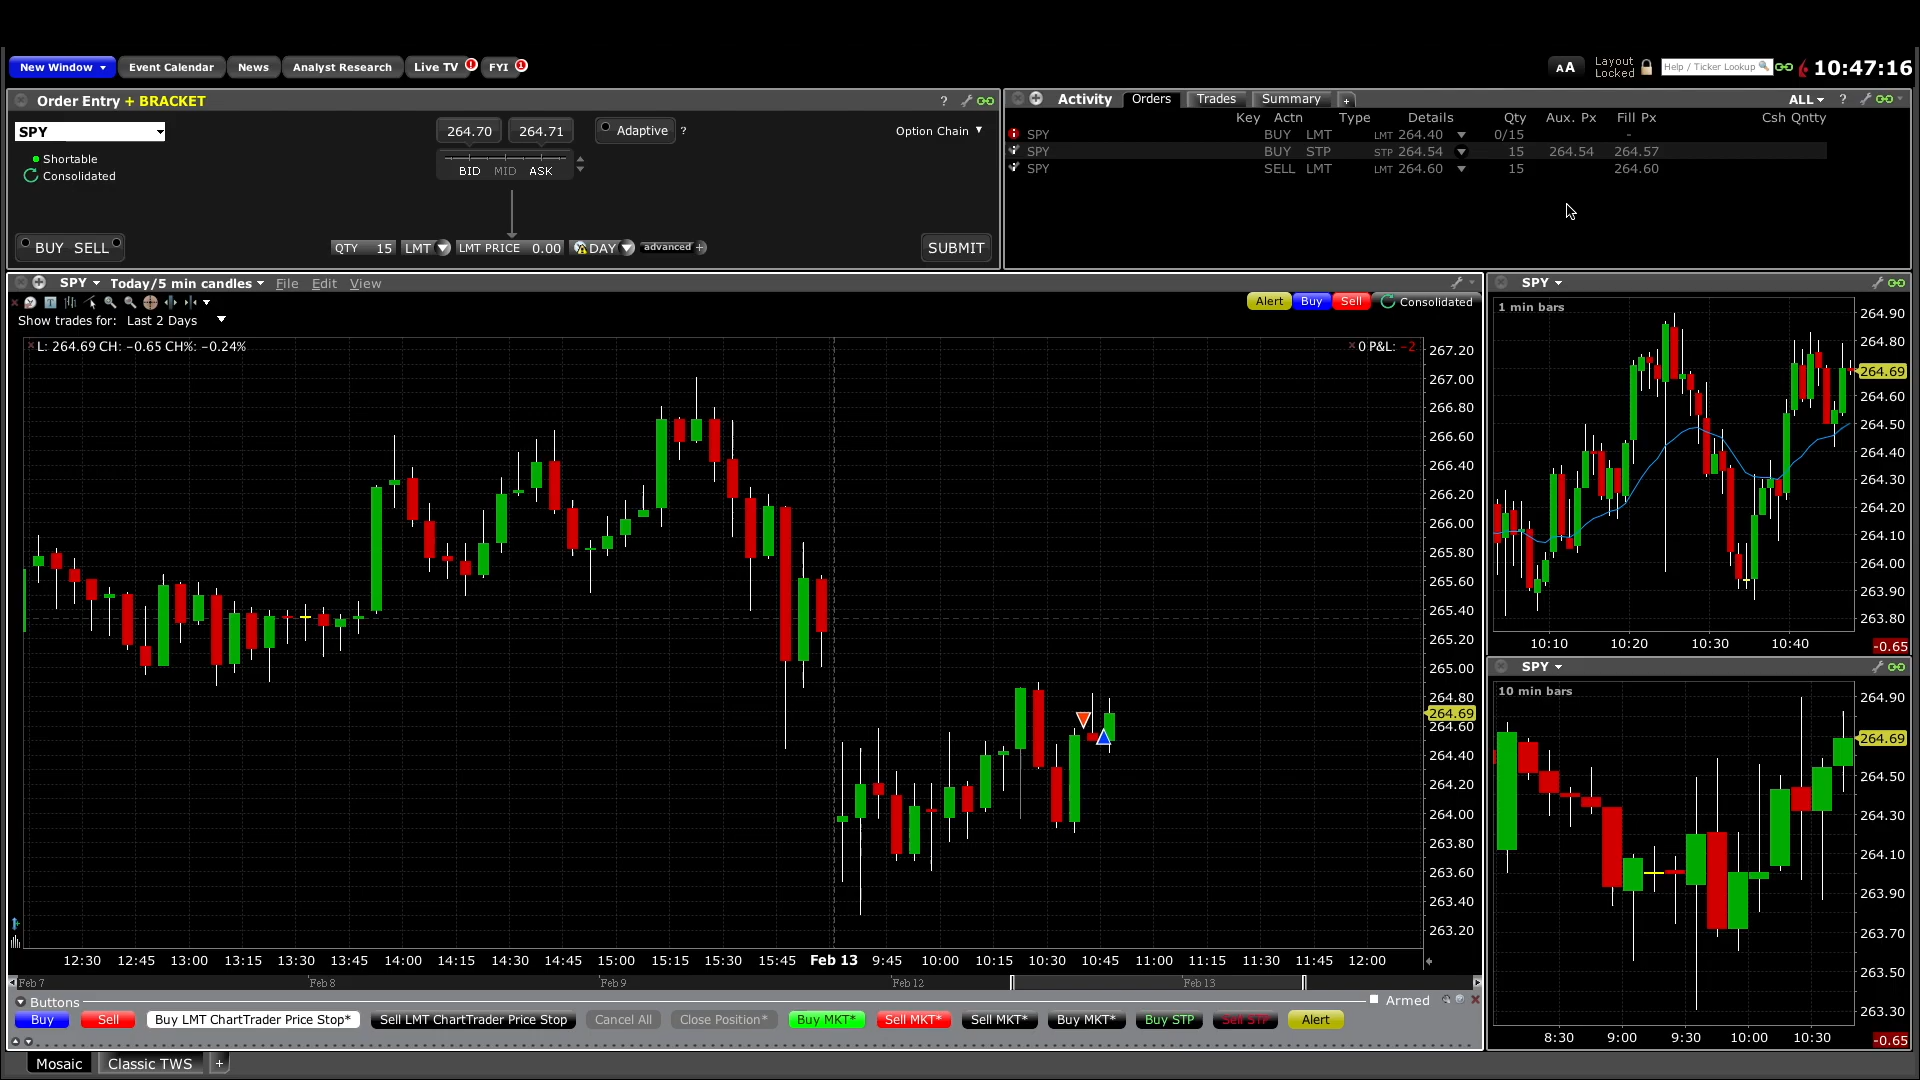 New Window Event Calendar News Analyst Research Live TV FYI 1
AA Layout Locked Help / Ticker Lookup 10:47:16
Order Entry + BRACKET ?
SPY 264.70 264.71 Adaptive ? Option Chain
Shortable
Consolidated
BID MID ASK
BUY SELL QTY 15 LMT LMT PRICE 0.00 DAY advanced SUBMIT
Activity Orders Trades Summary + ALL ?
Key Actn Type Details Qty Aux. Px Fill Px Csh Qntty
SPY BUY LMT LMT 264.40 0/15 -
SPY BUY STP STP 264.54 15 264.54 264.57
SPY SELL LMT LMT 264.60 15 264.60
SPY Today/5 min candles File Edit View
Alert Buy Sell Consolidated
Show trades for: Last 2 Days
L: 264.69 CH: −0.65 CH%: −0.24%
0 P&L: −2
267.20
267.00
266.80
266.60
266.40
266.20
266.00
265.80
265.60
265.40
265.20
265.00
264.80
264.69
264.60
264.40
264.20
264.00
263.80
263.60
263.40
263.20
12:30 12:45 13:00 13:15 13:30 13:45 14:00 14:15 14:30 14:45 15:00 15:15 15:30 15:45 Feb 13 9:45 10:00 10:15 10:30 10:45 11:00 11:15 11:30 11:45 12:00
Feb 7 Feb 8 Feb 9 Feb 12 Feb 13
Buttons Armed
Buy Sell Buy LMT ChartTrader Price Stop* Sell LMT ChartTrader Price Stop Cancel All Close Position* Buy MKT* Sell MKT* Sell MKT* Buy MKT* Buy STP Sell STP Alert
Mosaic Classic TWS +
SPY
1 min bars
264.90
264.80
264.69
264.60
264.50
264.40
264.30
264.20
264.10
264.00
263.90
263.80
10:10 10:20 10:30 10:40 -0.65
SPY
10 min bars
264.90
264.69
264.50
264.30
264.10
263.90
263.70
263.50
263.30
8:30 9:00 9:30 10:00 10:30 -0.65